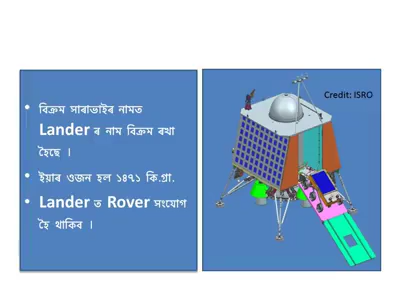 বিক্ৰম সাৰাভাইৰ নামত
Lander ৰ নাম বিক্ৰম ৰখা
হৈছে ।
ইয়াৰ ওজন হল ১৪৭১ কি.গ্ৰা.
Lander ত Rover সংযোগ
হৈ থাকিব ।
Credit: ISRO